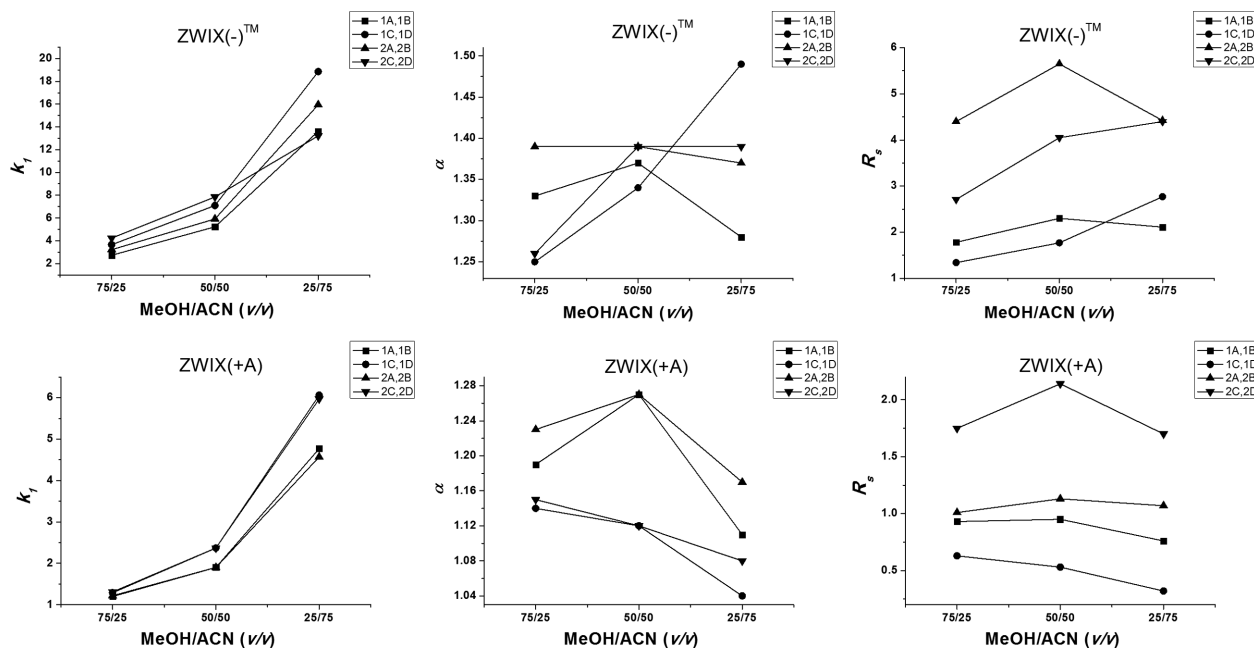 ZWIX(-)™
1A,1B
1C,1D
2A,2B
2C,2D
20
18
16
14
12
10
8
6
4
2
k1
75/25
50/50
25/75
MeOH/ACN (v/v)
ZWIX(-)™
1A,1B
1C,1D
2A,2B
2C,2D
1.50
1.45
1.40
1.35
1.30
1.25
α
75/25
50/50
25/75
MeOH/ACN (v/v)
ZWIX(-)™
1A,1B
1C,1D
2A,2B
2C,2D
6
5
4
3
2
1
Rs
75/25
50/50
25/75
MeOH/ACN (v/v)
ZWIX(+A)
1A,1B
1C,1D
2A,2B
2C,2D
6
5
4
3
2
1
k1
75/25
50/50
25/75
MeOH/ACN (v/v)
ZWIX(+A)
1A,1B
1C,1D
2A,2B
2C,2D
1.28
1.24
1.20
1.16
1.12
1.08
1.04
α
75/25
50/50
25/75
MeOH/ACN (v/v)
ZWIX(+A)
1A,1B
1C,1D
2A,2B
2C,2D
2.0
1.5
1.0
0.5
Rs
75/25
50/50
25/75
MeOH/ACN (v/v)